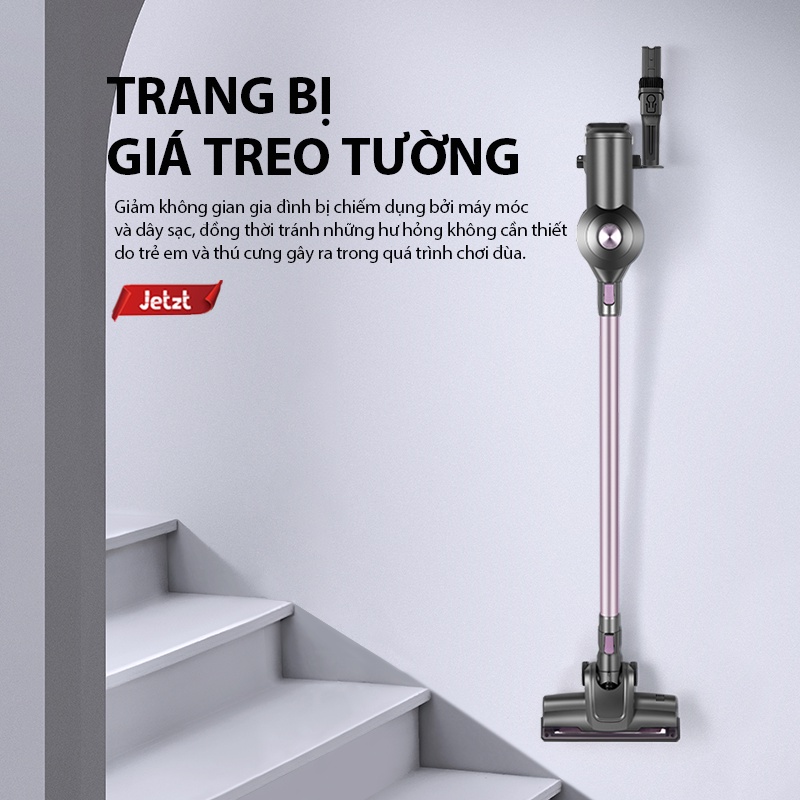 TRANG BỊ
GIÁ TREO TƯỜNG
Giảm không gian gia đình bị chiếm dụng bởi máy móc
và dây sạc, đồng thời tránh những hư hỏng không cần thiết
do trẻ em và thú cưng gây ra trong quá trình chơi đùa.
Jetzt